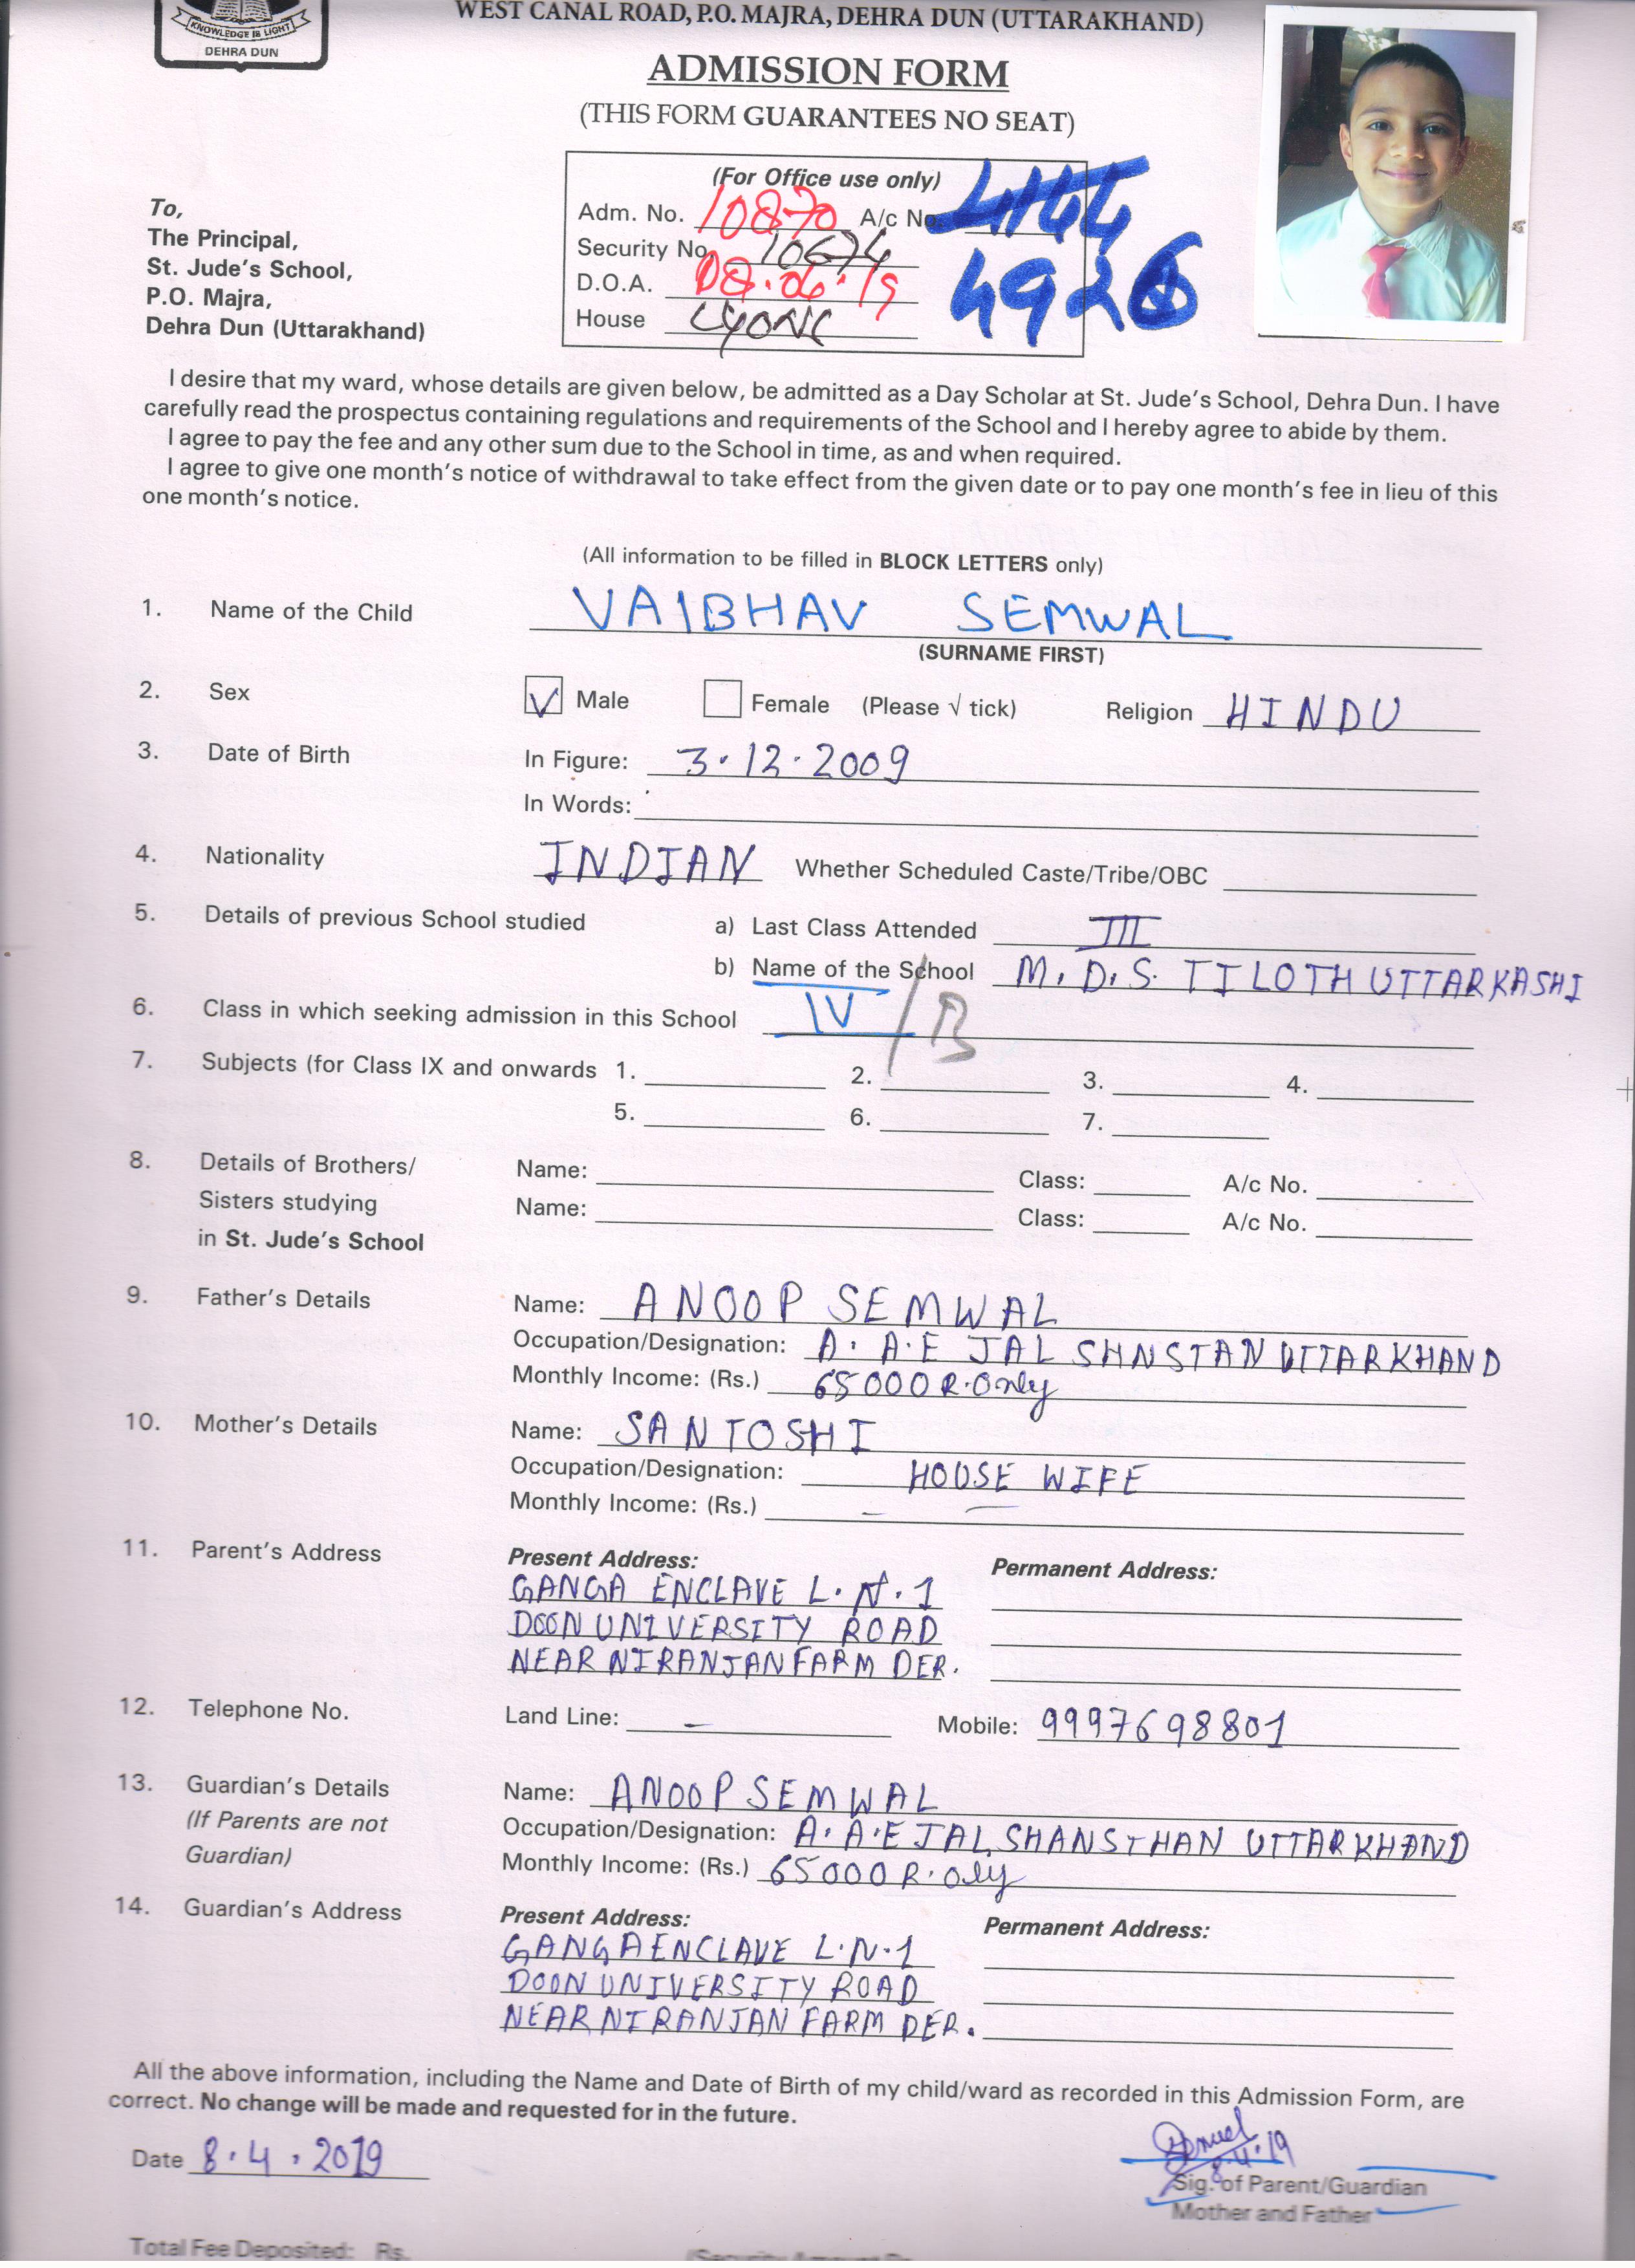 KNOWLEDGE IS LIGHT
DEHRA DUN
WEST CANAL ROAD, P.O. MAJRA, DEHRA DUN (UTTARAKHAND)
ADMISSION FORM
(THIS FORM GUARANTEES NO SEAT)
(For Office use only)
Adm. No. 10870 A/c No. 4144
Security No. 10674 4926
D.O.A. 08.04.19
House
To,
The Principal,
St. Jude's School,
P.O. Majra,
Dehra Dun (Uttarakhand)
I desire that my ward, whose details are given below, be admitted as a Day Scholar at St. Jude's School, Dehra Dun. I have
carefully read the prospectus containing regulations and requirements of the School and I hereby agree to abide by them.
I agree to pay the fee and any other sum due to the School in time, as and when required.
I agree to give one month's notice of withdrawal to take effect from the given date or to pay one month's fee in lieu of this
one month's notice.
(All information to be filled in BLOCK LETTERS only)
1. Name of the Child VAIBHAV SEMWAL
(SURNAME FIRST)
2. Sex V Male Female (Please √ tick) Religion HINDU
3. Date of Birth In Figure: 3.12.2009
In Words:
4. Nationality INDIAN Whether Scheduled Caste/Tribe/OBC
5. Details of previous School studied a) Last Class Attended III
b) Name of the School M.D.S. TILOTH UTTARKASHI
6. Class in which seeking admission in this School IV / B
7. Subjects (for Class IX and onwards 1. 2. 3. 4.
5. 6. 7.
8. Details of Brothers/ Name: Class: A/c No.
Sisters studying Name: Class: A/c No.
in St. Jude's School
9. Father's Details Name: ANOOP SEMWAL
Occupation/Designation: A.A.E JAL SHNSTAN UTTARKHAND
Monthly Income: (Rs.) 65000 R.Only
10. Mother's Details Name: SANTOSHI
Occupation/Designation: HOUSE WIFE
Monthly Income: (Rs.) —
11. Parent's Address Present Address: Permanent Address:
GANGA ENCLAVE L.N.1
DOON UNIVERSITY ROAD
NEAR NIRANJAN FARM DER.
12. Telephone No. Land Line: — Mobile: 9997698801
13. Guardian's Details Name: ANOOP SEMWAL
(If Parents are not Occupation/Designation: A.A.E JAL SHANSTHAN UTTARKHAND
Guardian) Monthly Income: (Rs.) 65000 R.Only
14. Guardian's Address Present Address: Permanent Address:
GANGA ENCLAVE L.N.1
DOON UNIVERSITY ROAD
NEAR NIRANJAN FARM DER.
All the above information, including the Name and Date of Birth of my child/ward as recorded in this Admission Form, are
correct. No change will be made and requested for in the future.
Date 8.4.2019 8.4.19
Sig. of Parent/Guardian
Mother and Father
Total Fee Deposited: Rs.